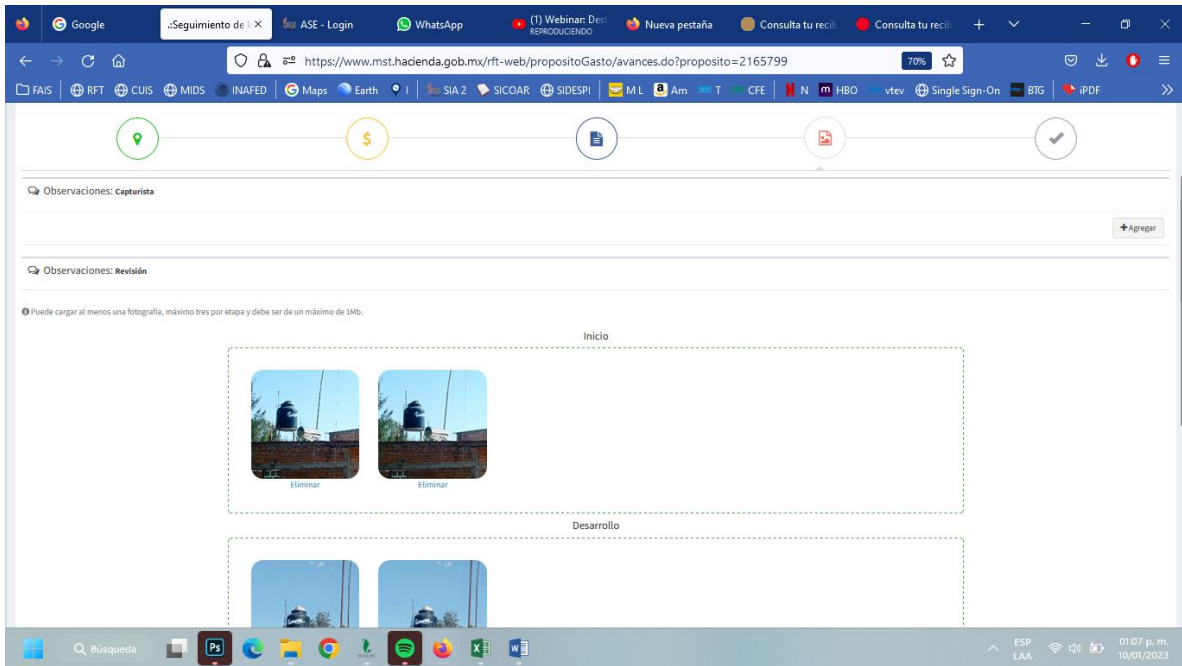 Google
.:Seguimiento de l
ASE - Login
WhatsApp
(1) Webinar: Dest
REPRODUCIENDO
Nueva pestaña
Consulta tu recib
Consulta tu recib
https://www.mst.hacienda.gob.mx/rft-web/propositoGasto/avances.do?proposito=2165799
70%
FAIS
RFT
CUIS
MIDS
INAFED
Maps
Earth
I
SIA 2
SICOAR
SIDESPI
M L
Am
T
CFE
N
HBO
vtev
Single Sign-On
BTG
iPDF
Observaciones: Capturista
+Agregar
Observaciones: Revisión
Puede cargar al menos una fotografía, máximo tres por etapa y debe ser de un máximo de 1Mb.
Inicio
Eliminar
Eliminar
Desarrollo
Búsqueda
Ps
ESP
LAA
01:07 p. m.
10/01/2023